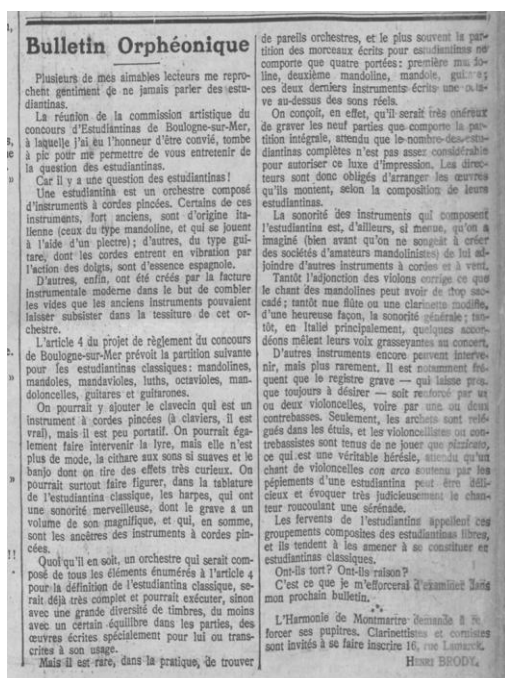 Bulletin Orphéonique
Plusieurs de mes aimables lecteurs me repro-
chent gentiment de ne jamais parler des estu-
diantinas.
La réunion de la commission artistique du
concours d'Estudiantinas de Boulogne-sur-Mer,
à laquelle j'ai eu l'honneur d'être convié, tombe
à pic pour me permettre de vous entretenir de
la question des estudiantinas.
Car il y a une question des estudiantinas !
Une estudiantina est un orchestre composé
d'instruments à cordes pincées. Certains de ces
instruments, fort anciens, sont d'origine ita-
lienne (ceux du type mandoline, et qui se jouent
à l'aide d'un plectre) ; d'autres, du type gui-
tare, dont les cordes entrent en vibration par
l'action des doigts, sont d'essence espagnole.
D'autres, enfin, ont été créés par la facture
instrumentale moderne dans le but de combler
les vides que les anciens instruments pouvaient
laisser subsister dans la tessiture de cet or-
chestre.
L'article 4 du projet de règlement du concours
de Boulogne-sur-Mer prévoit la partition suivante
pour les estudiantinas classiques : mandolines,
mandoles, mandavioles, luths, octavioles, man-
doloncelles, guitares et guitarones.
On pourrait y ajouter le clavecin qui est un
instrument à cordes pincées (à claviers, il est
vrai), mais il est peu portatif. On pourrait éga-
lement faire intervenir la lyre, mais elle n'est
plus de mode, la cithare aux sons si suaves et le
banjo dont on tire des effets très curieux. On
pourrait surtout faire figurer, dans la tablature
de l'estudiantina classique, les harpes, qui ont
une sonorité merveilleuse, dont le grave a un
volume de son magnifique, et qui, en somme,
sont les ancêtres des instruments à cordes pin-
cées.
Quoi qu'il en soit, un orchestre qui serait com-
posé de tous les éléments énumérés à l'article 4
pour la définition de l'estudiantina classique, se-
rait déjà très complet et pourrait exécuter, sinon
avec une grande diversité de timbres, du moins
avec un certain équilibre dans les parties, des
œuvres écrites spécialement pour lui ou trans-
crites à son usage.
Mais il est rare, dans la pratique, de trouver
de pareils orchestres, et le plus souvent la par-
tition des morceaux écrits pour estudiantinas ne
comporte que quatre portées : première mando-
line, deuxième mandoline, mandole, guitare ;
ces deux derniers instruments écrits une octa-
ve au-dessus des sons réels.
On conçoit, en effet, qu'il serait très onéreux
de graver les neuf parties que comporte la par-
tition intégrale, attendu que le nombre des estu-
diantinas complètes n'est pas assez considérable
pour autoriser ce luxe d'impression. Les direc-
teurs sont donc obligés d'arranger les œuvres
qu'ils montent, selon la composition de leurs
estudiantinas.
La sonorité des instruments qui composent
l'estudiantina est, d'ailleurs, si menue, qu'on a
imaginé (bien avant qu'on ne songeât à créer
des sociétés d'amateurs mandolinistes) de lui ad-
joindre d'autres instruments à cordes et à vent.
Tantôt l'adjonction des violons corrige ce que
le chant des mandolines peut avoir de trop sac-
cadé ; tantôt une flûte ou une clarinette modifie,
d'une heureuse façon, la sonorité générale ; tan-
tôt, en Italie principalement, quelques accor-
déons mêlent leurs voix grasseyantes au concert.
D'autres instruments encore peuvent interve-
nir, mais plus rarement. Il est notamment fré-
quent que le registre grave — qui laisse pres-
que toujours à désirer — soit renforcé par un
ou deux violoncelles, voire par une ou deux
contrebasses. Seulement, les archets sont relé-
gués dans les étuis, et les violoncellistes ou con-
trebassistes sont tenus de ne jouer que pizzicato,
ce qui est une véritable hérésie, attendu qu'un
chant de violoncelles con arco soutenu par les
pépiements d'une estudiantina peut être déli-
cieux et évoquer très judicieusement le chan-
teur roucoulant une sérénade.
Les fervents de l'estudiantina appellent ces
groupements composites des estudiantinas libres,
et ils tendent à les amener à se constituer en
estudiantinas classiques.
Ont-ils tort ? Ont-ils raison ?
C'est ce que je m'efforcerai d'examiner dans
mon prochain bulletin.
L'Harmonie de Montmartre demande à ren-
forcer ses pupitres. Clarinettistes et cornistes
sont invités à se faire inscrire 16, rue Lamarck.
HENRI BRODY.